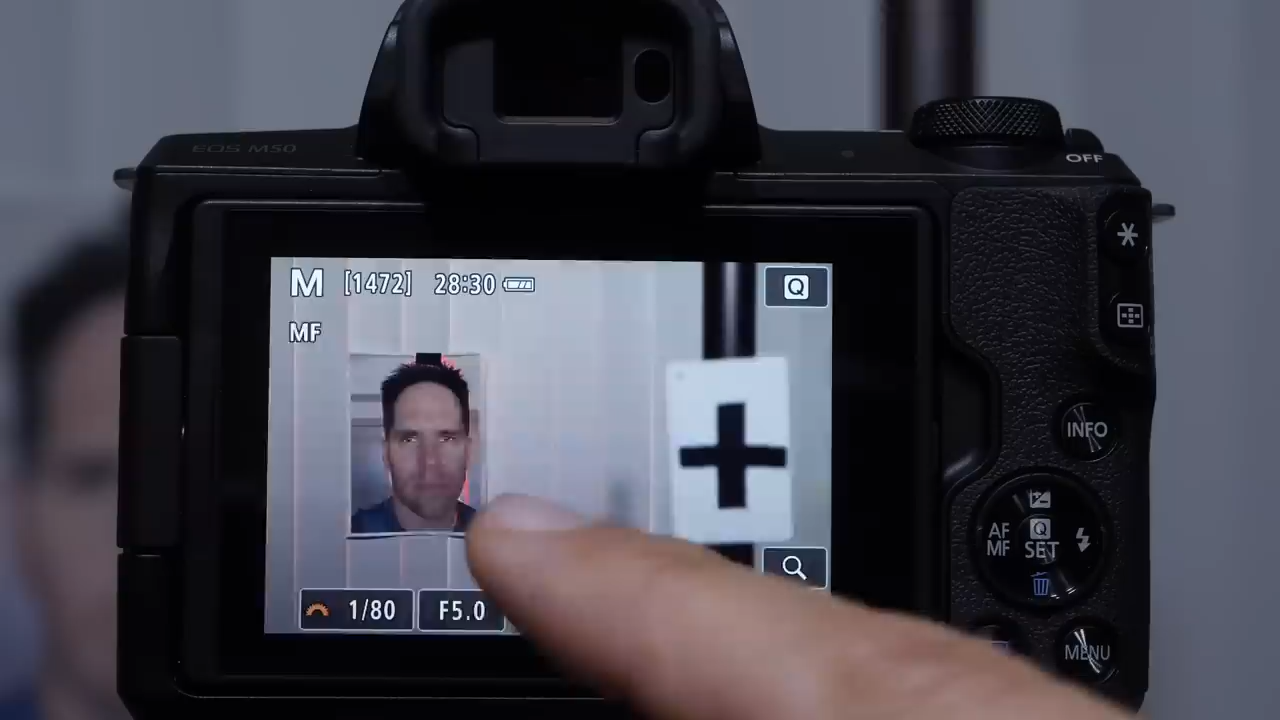 EOS M50
OFF
M [1472] 28:30
Q
MF
INFO
AF
MF
Q
SET
1/80 F5.0
MENU